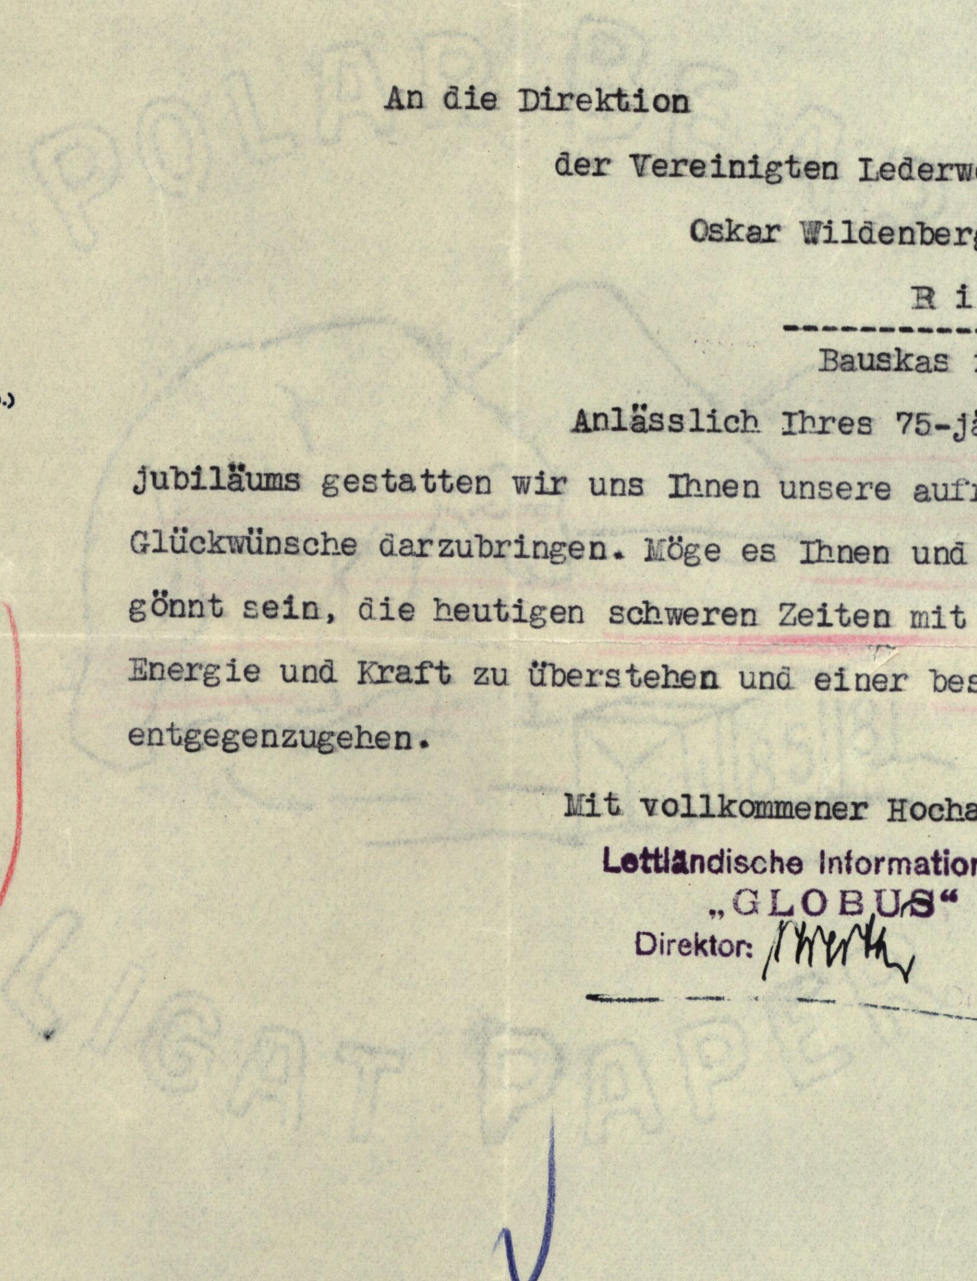 POLAR BEAR
An die Direktion
der Vereinigten Lederw
Oskar Wildenberg
R i
Bauskas i
Anlässlich Ihres 75-jä
jubiläums gestatten wir uns Ihnen unsere aufr
Glückwünsche darzubringen. Möge es Ihnen und
gönnt sein, die heutigen schweren Zeiten mit
Energie und Kraft zu überstehen und einer bes
entgegenzugehen.
Mit vollkommener Hocha
Lettländische Information
„GLOBUS“
Direktor:
LIGAT PAPER